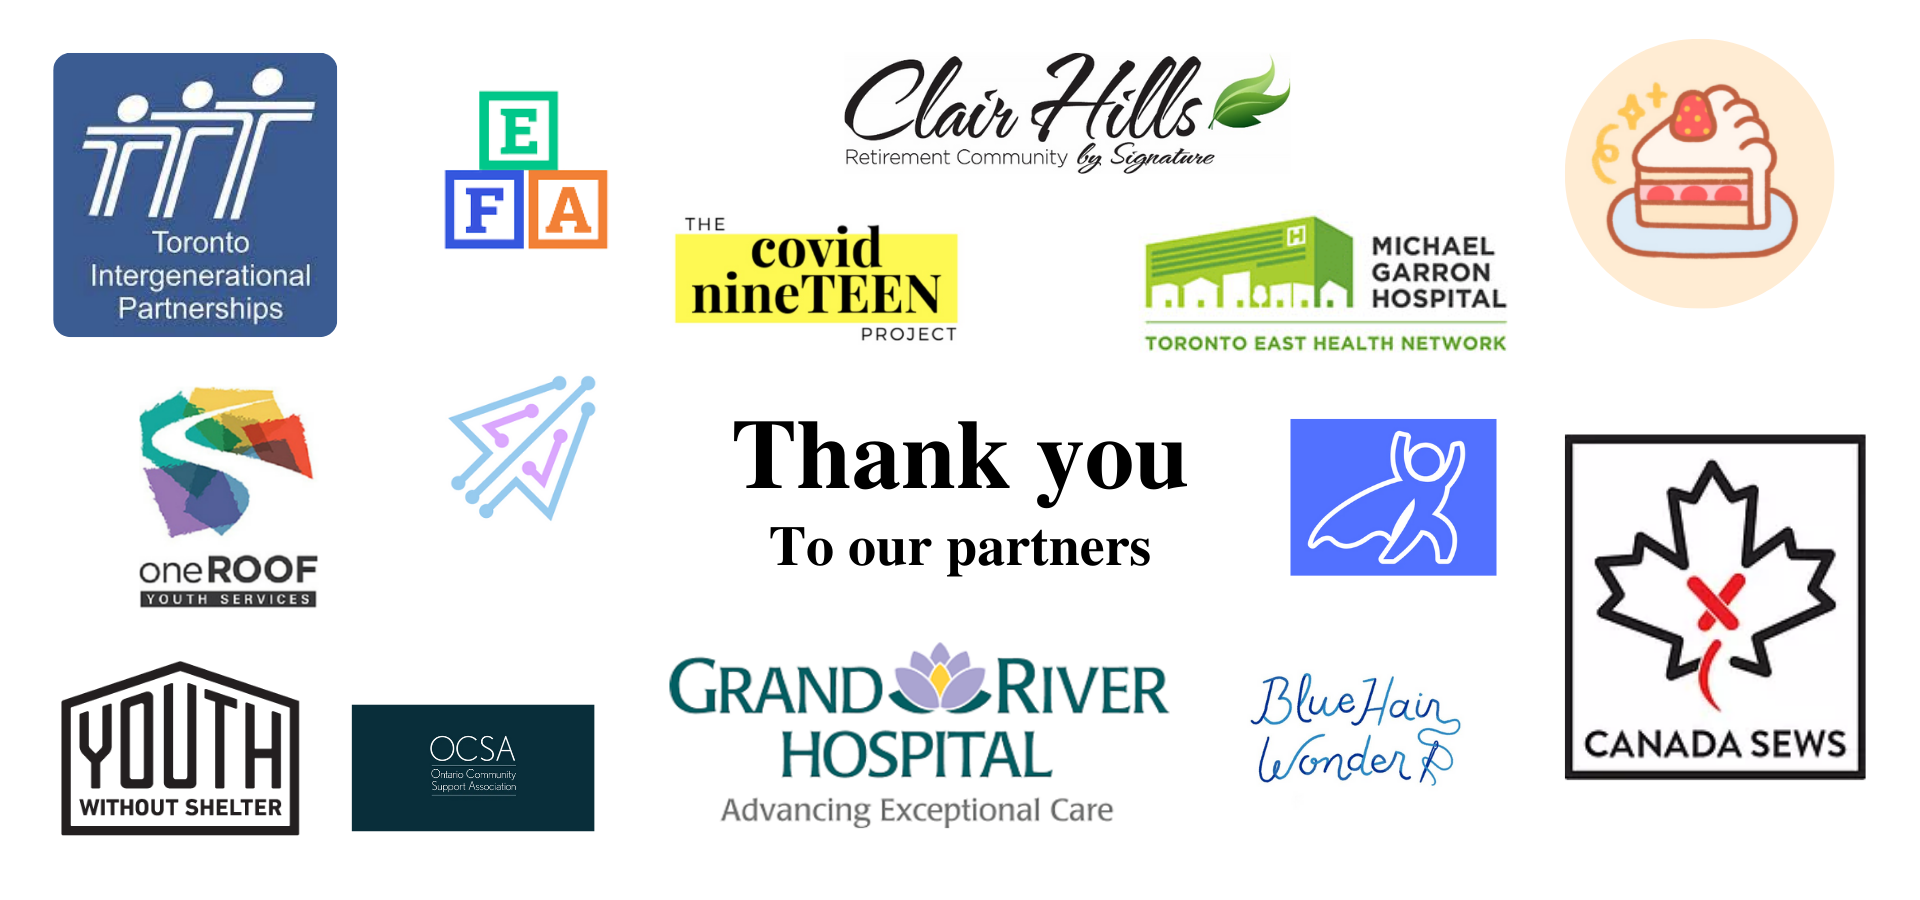 Toronto
Intergenerational
Partnerships
E
F A
Clair Hills
Retirement Community by Signature
THE
covid
nineTEEN
PROJECT
H
MICHAEL
GARRON
HOSPITAL
TORONTO EAST HEALTH NETWORK
oneROOF
YOUTH SERVICES
Thank you
To our partners
CANADA SEWS
YOUTH
WITHOUT SHELTER
OCSA
Ontario Community
Support Association
GRAND RIVER
HOSPITAL
Advancing Exceptional Care
Blue Hair
Wonder